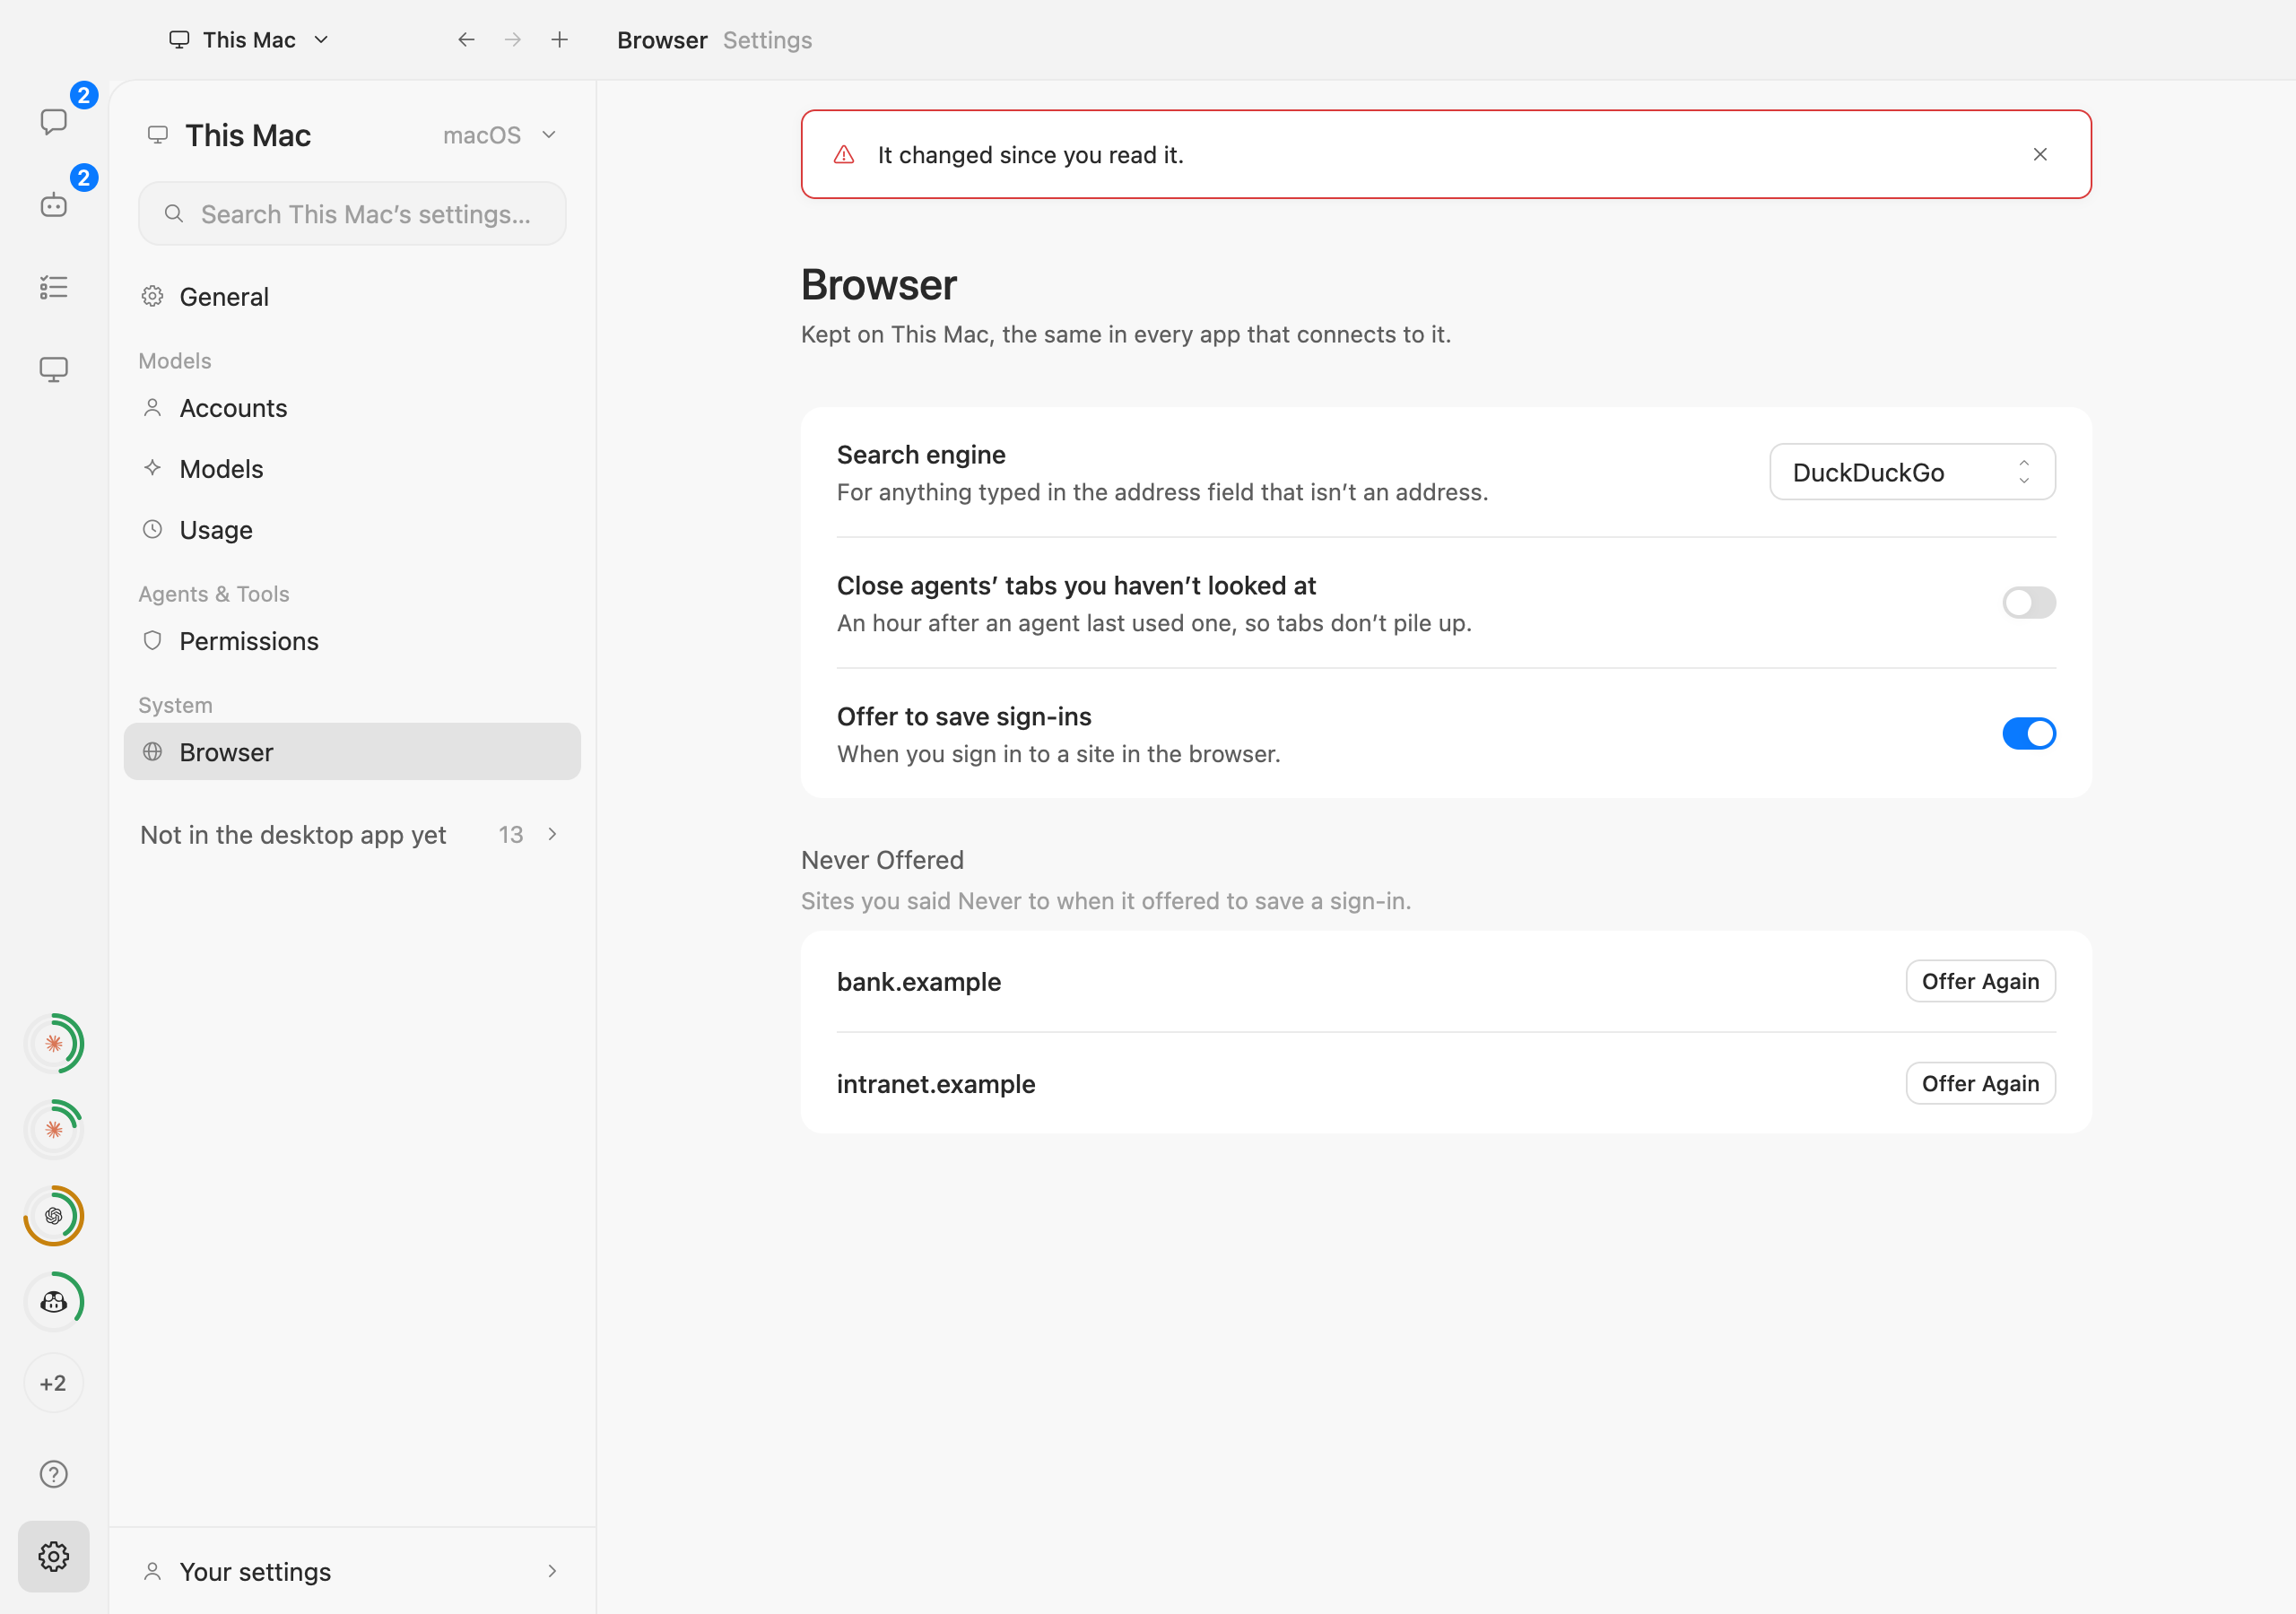 This Mac
Browser Settings
2
2
This Mac
macOS
Search This Mac’s settings...
General
Models
Accounts
Models
Usage
Agents & Tools
Permissions
System
Browser
Not in the desktop app yet 13
+2
Your settings
It changed since you read it.
Browser
Kept on This Mac, the same in every app that connects to it.
Search engine
For anything typed in the address field that isn’t an address.
DuckDuckGo
Close agents’ tabs you haven’t looked at
An hour after an agent last used one, so tabs don’t pile up.
Offer to save sign-ins
When you sign in to a site in the browser.
Never Offered
Sites you said Never to when it offered to save a sign-in.
bank.example
Offer Again
intranet.example
Offer Again